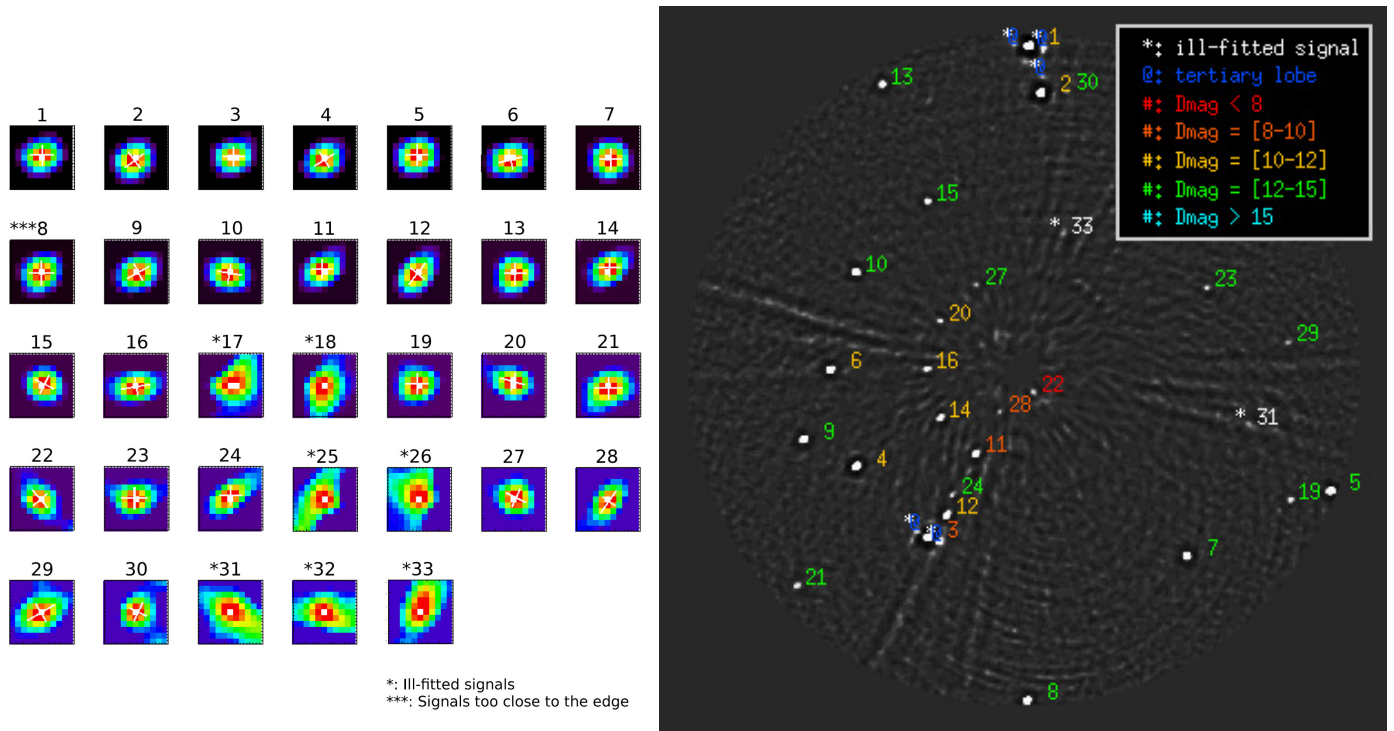 1 2 3 4 5 6 7
***8 9 10 11 12 13 14
15 16 *17 *18 19 20 21
22 23 24 *25 *26 27 28
29 30 *31 *32 *33
*: Ill-fitted signals
***: Signals too close to the edge
*@ *@ 1
*@
2 30
13
*: ill-fitted signal
@: tertiary lobe
#: Dmag < 8
#: Dmag = [8-10]
#: Dmag = [10-12]
#: Dmag = [12-15]
#: Dmag > 15
15
* 33
10
27
23
20
29
6
16
22
28
14
* 31
9
11
4
24
5
19
12
*@ *@ 3
7
21
8